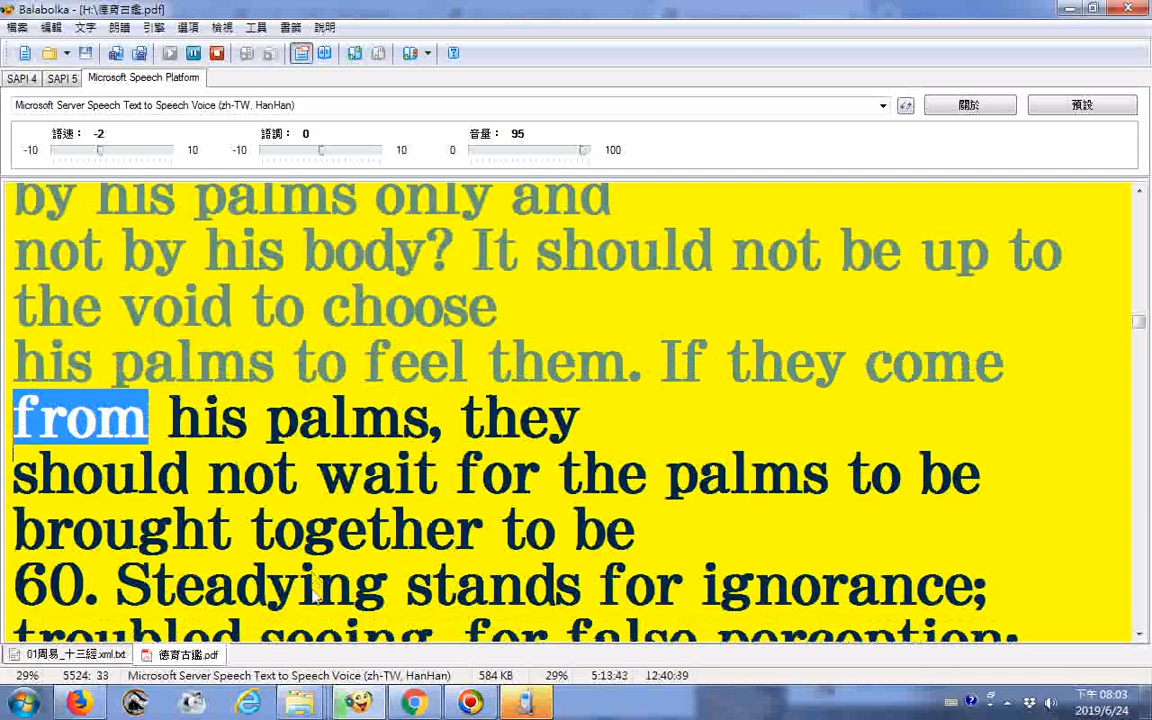 Balabolka - [H:\德育古鑑.pdf]
檔案 編輯 文字 朗讀 引擎 選項 檢視 工具 書籤 說明
SAPI 4 SAPI 5 Microsoft Speech Platform
Microsoft Server Speech Text to Speech Voice (zh-TW, HanHan) 關於 預設
語速： -2 語調： 0 音量： 95
-10 10 -10 10 0 100
by his palms only and
not by his body? It should not be up to
the void to choose
his palms to feel them. If they come
from his palms, they
should not wait for the palms to be
brought together to be
60. Steadying stands for ignorance;
troubled seeing, for false perception;
01周易_十三經.xml.txt 德育古鑑.pdf
29% 5524: 33 Microsoft Server Speech Text to Speech Voice (zh-TW, HanHan) 584 KB 29% 5:13:43 12:40:39
下午 08:03
2019/6/24